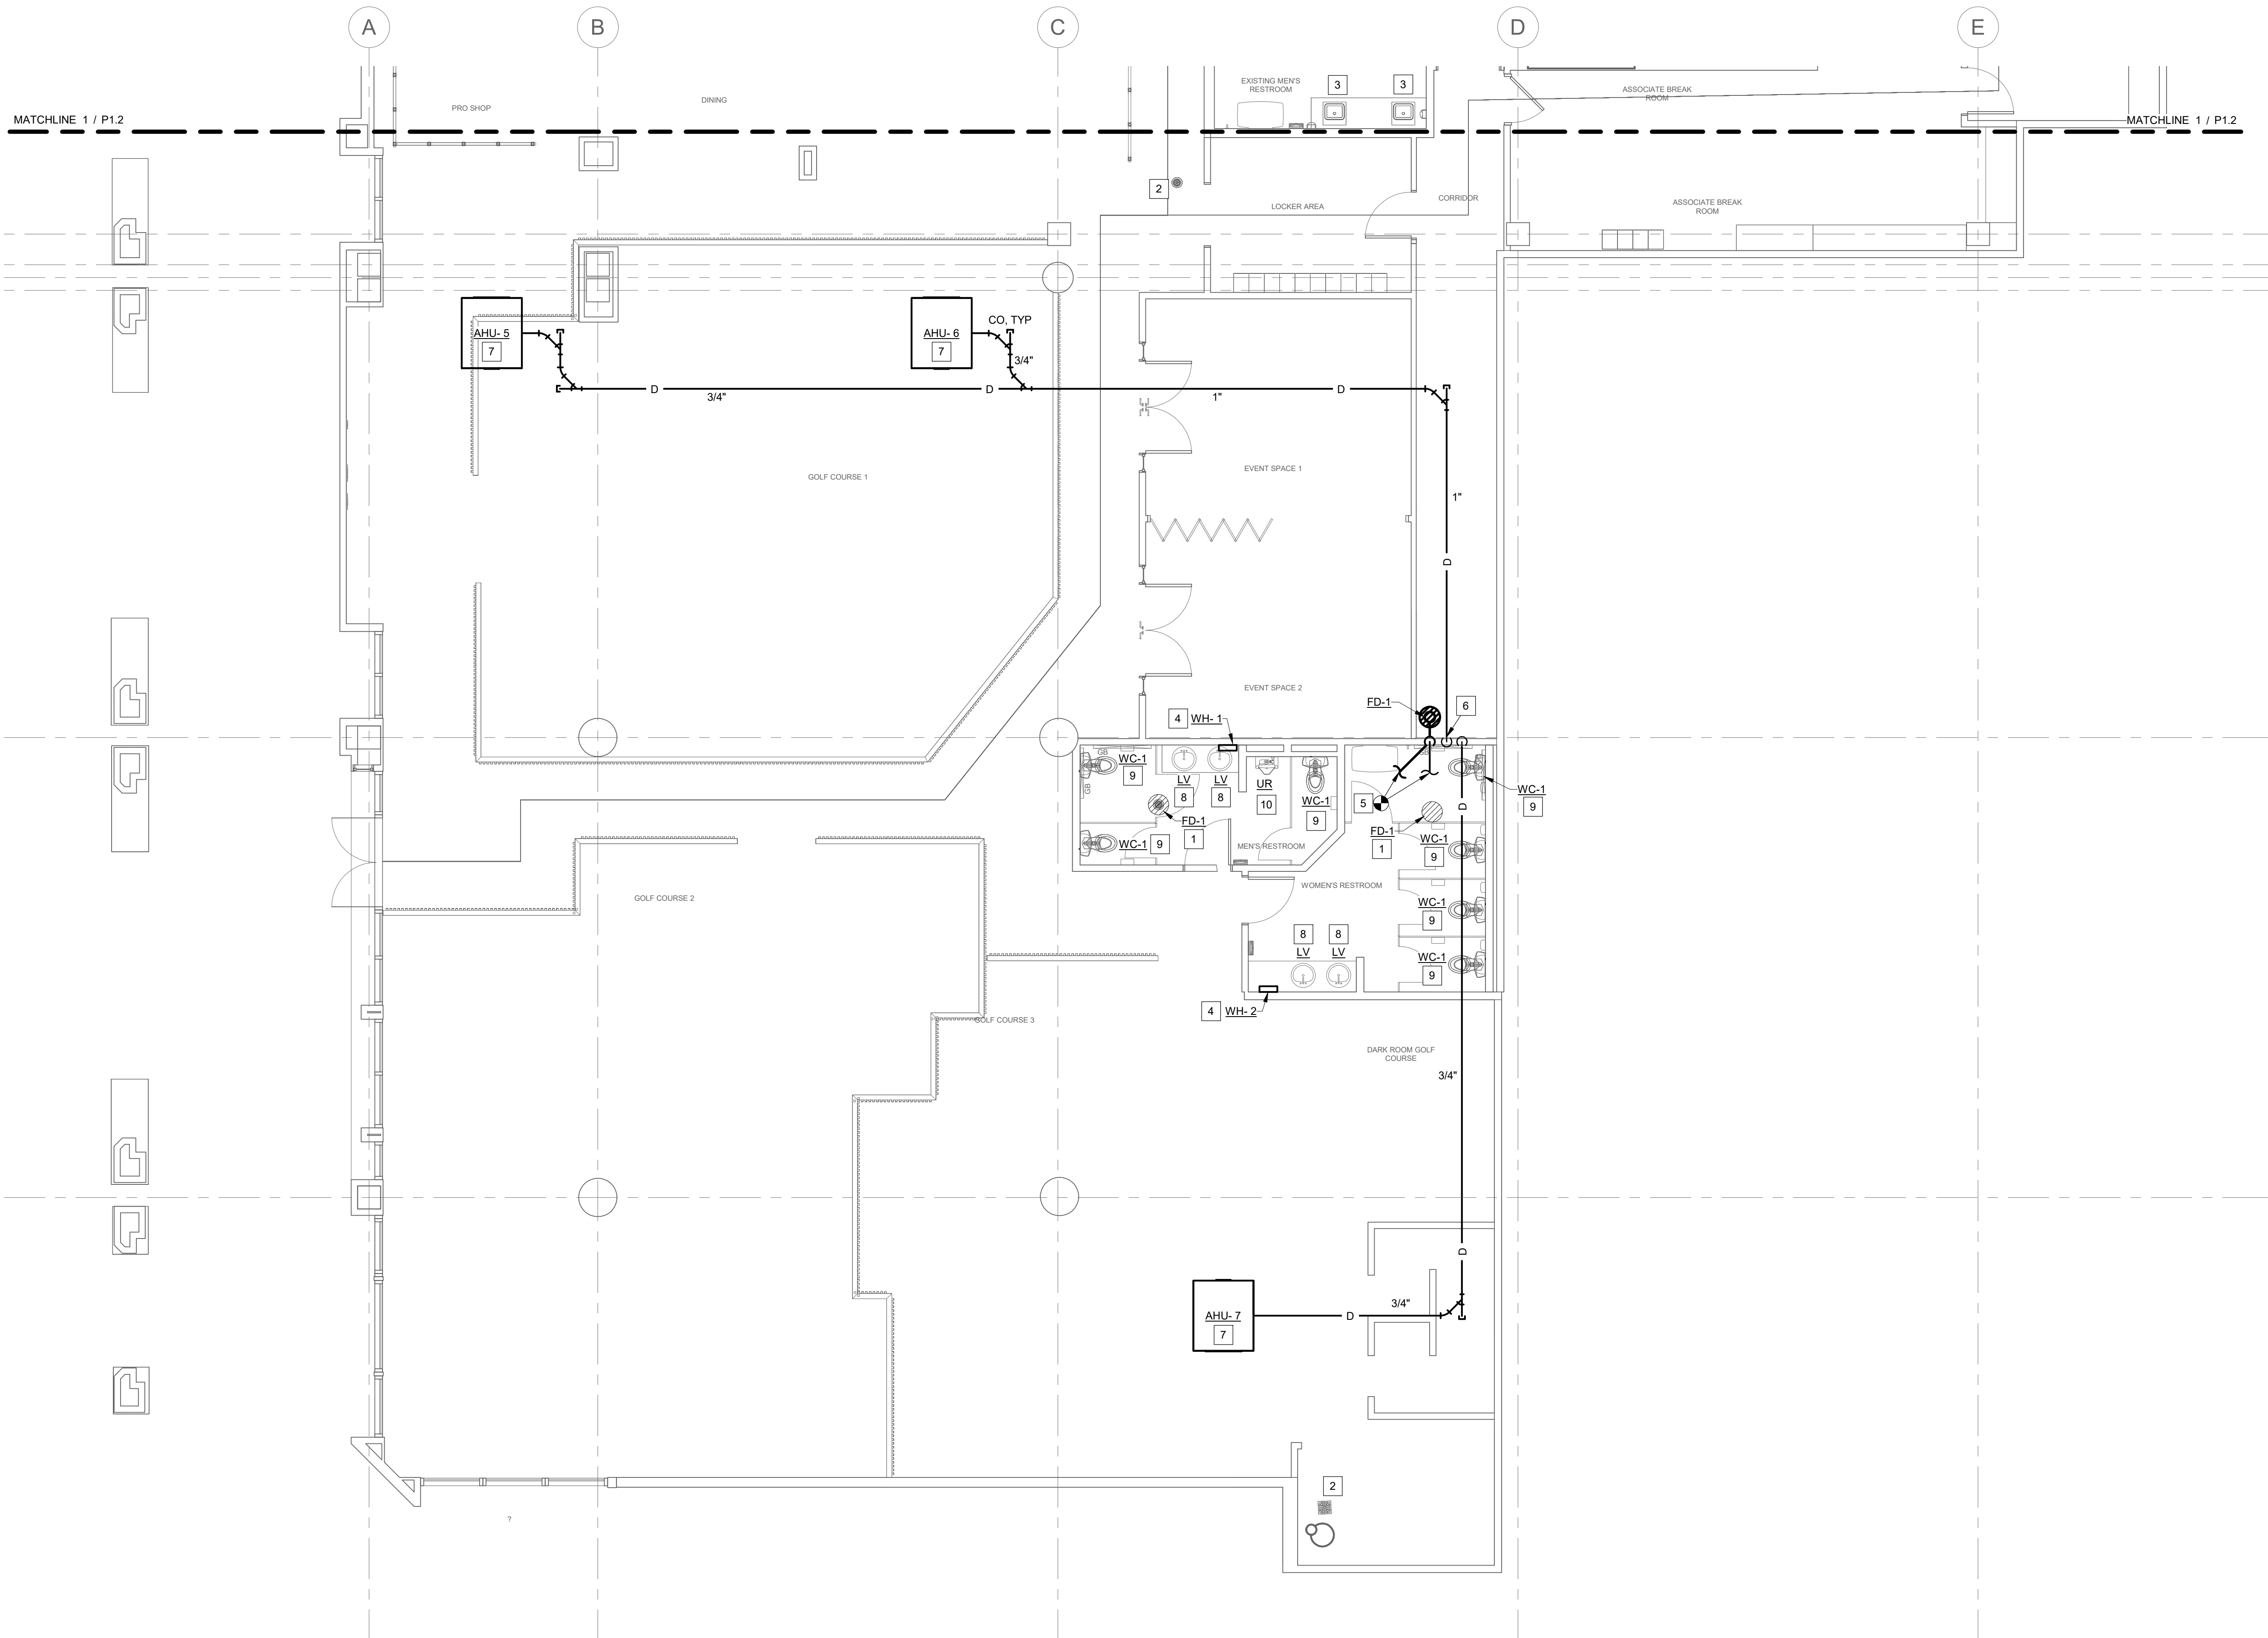 A
B
C
D
E
EXISTING MEN'S
RESTROOM
3
3
ASSOCIATE BREAK
ROOM
DINING
PRO SHOP
MATCHLINE 1 / P1.2
MATCHLINE 1 / P1.2
2
LOCKER AREA
CORRIDOR
ASSOCIATE BREAK
ROOM
CO, TYP
AHU- 5
7
AHU- 6
7
3/4"
D
3/4"
D
1"
D
GOLF COURSE 1
EVENT SPACE 1
1"
D
EVENT SPACE 2
FD-1
6
4
WH- 1
GB
GB
GB
WC-1
9
LV
8
LV
8
UR
10
WC-1
9
5
D
WC-1
9
FD-1
1
FD-1
1
WC-1
9
WC-1
9
MEN'S RESTROOM
WOMEN'S RESTROOM
GOLF COURSE 2
WC-1
9
8
8
LV
LV
WC-1
9
4
WH- 2
GOLF COURSE 3
DARK ROOM GOLF
COURSE
3/4"
D
AHU- 7
7
D
3/4"
2
?